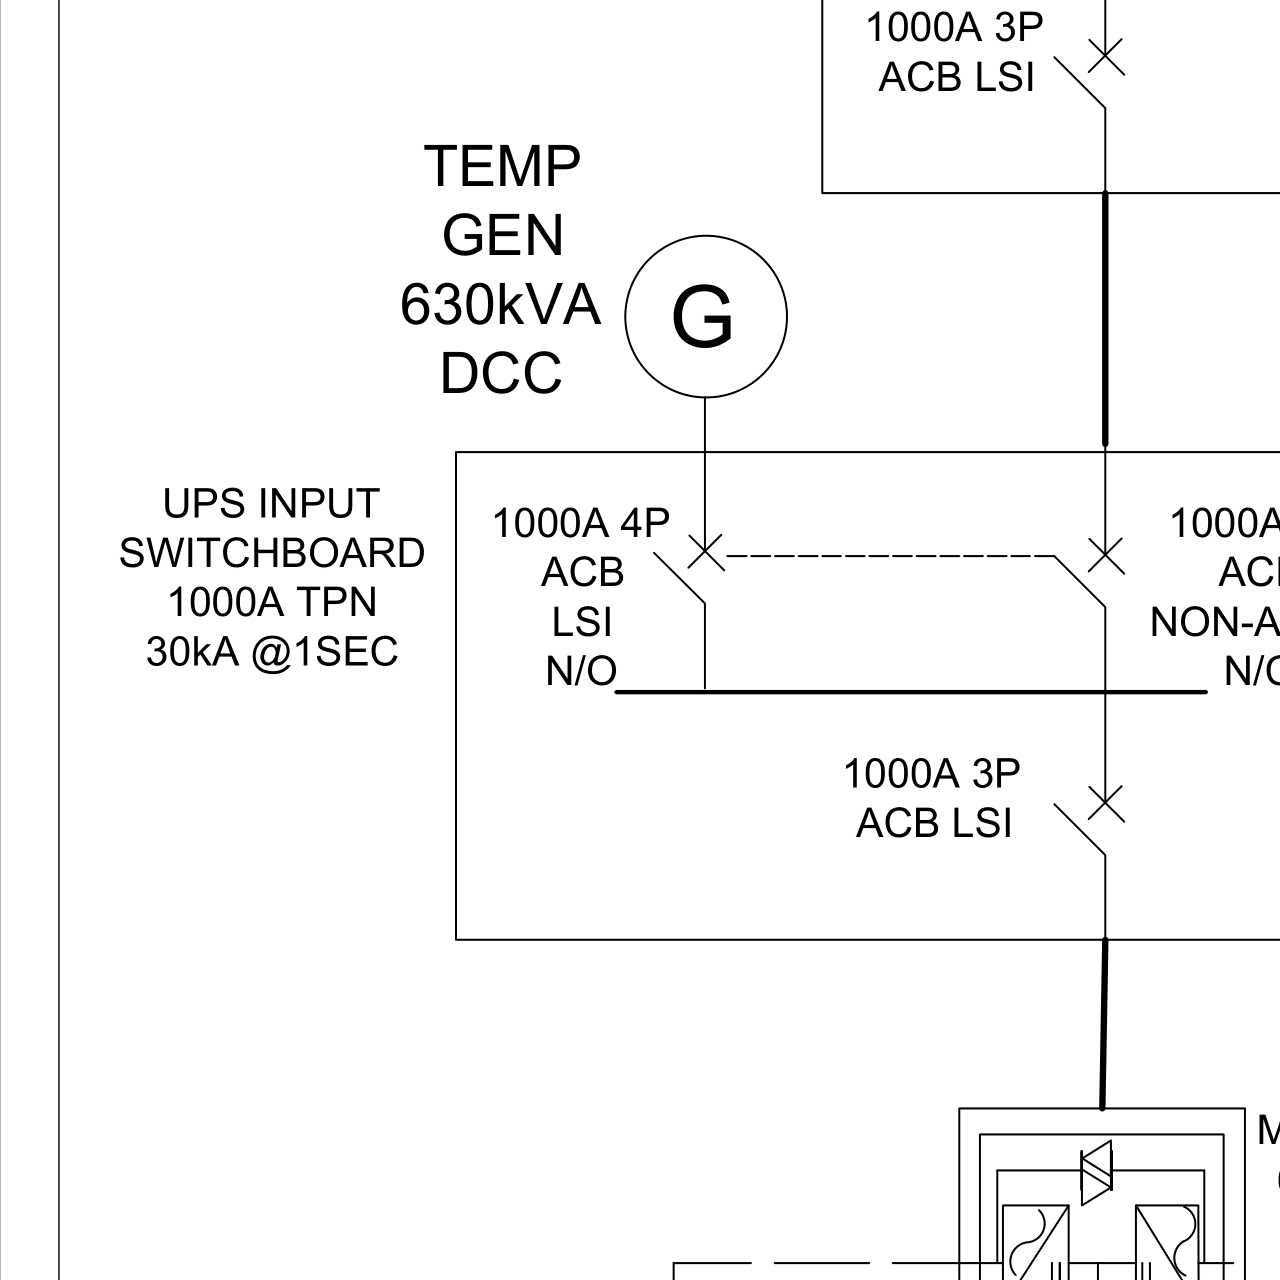 1000A 3P
ACB LSI
TEMP
GEN
630kVA
DCC
G
UPS INPUT
SWITCHBOARD
1000A TPN
30kA @1SEC
1000A 4P
ACB
LSI
N/O
1000A
NON-A
1000A 3P
ACB LSI
M